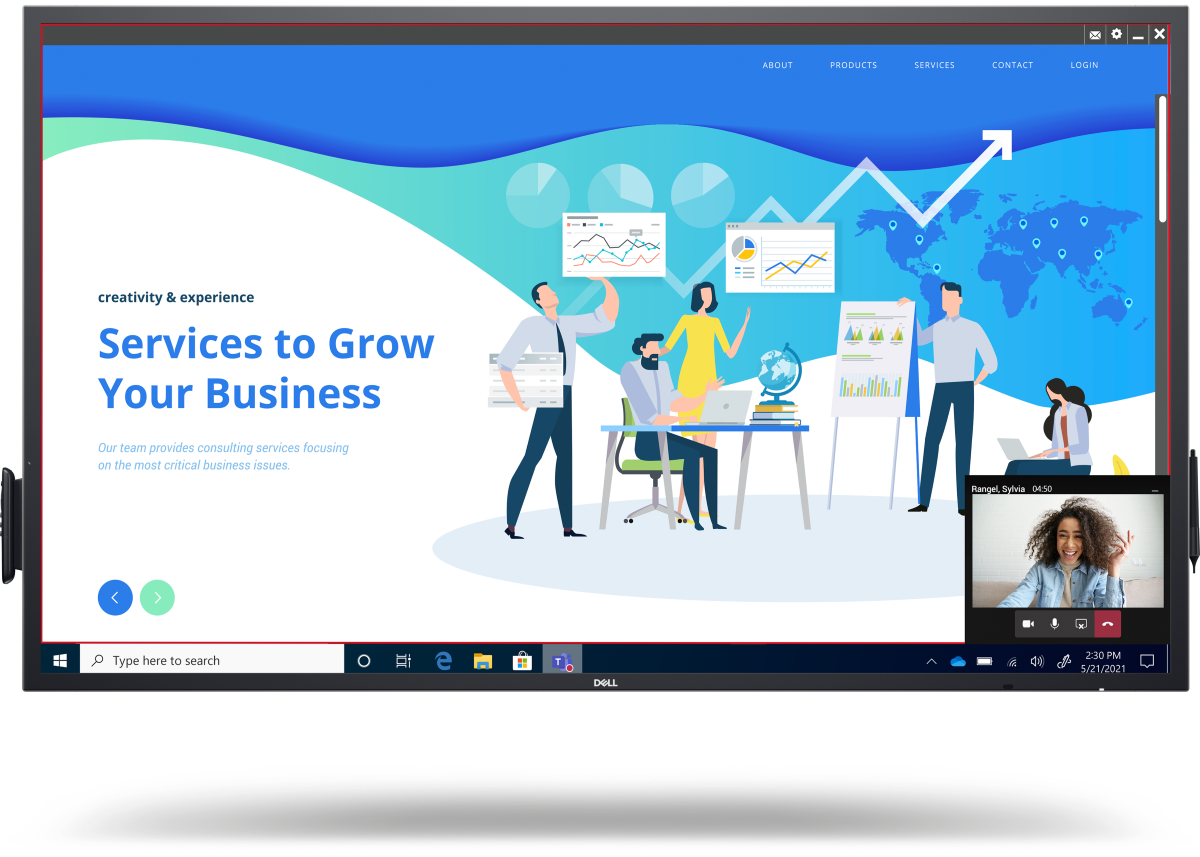 ABOUT PRODUCTS SERVICES CONTACT LOGIN
creativity & experience
Services to Grow
Your Business
Our team provides consulting services focusing
on the most critical business issues.
Rangel, Sylvia 04:50
Type here to search
T
2:30 PM
5/21/2021
DELL